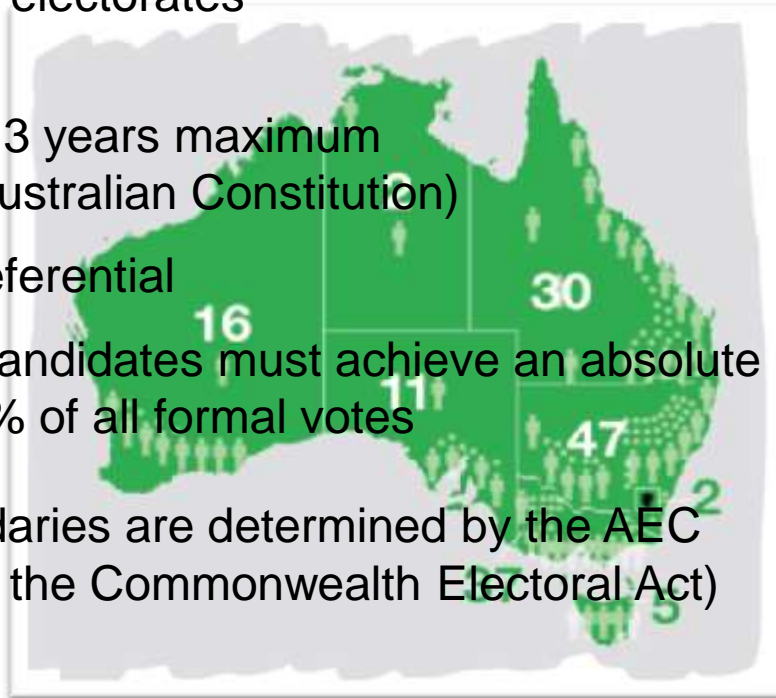 electorates
3 years maximum
ustralian Constitution)
eferential
30
16
andidates must achieve an absolute
11
% of all formal votes
47
2
daries are determined by the AEC
the Commonwealth Electoral Act)
37
5